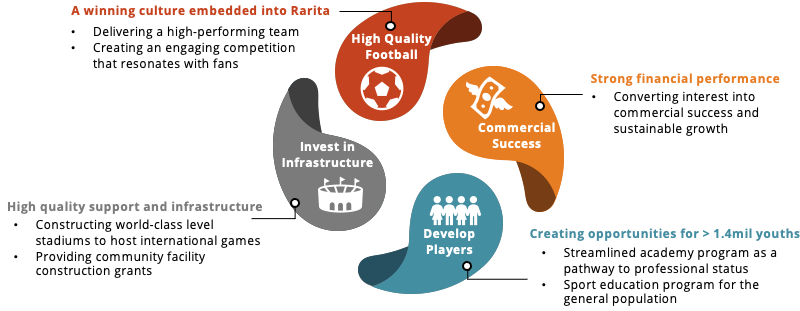 A winning culture embedded into Rarita
• Delivering a high-performing team
• Creating an engaging competition
that resonates with fans
High Quality
Football
Strong financial performance
• Converting interest into
commercial success and
sustainable growth
Commercial
Success
Invest in
Infrastructure
High quality support and infrastructure
• Constructing world-class level
stadiums to host international games
• Providing community facility
construction grants
Develop
Players
Creating opportunities for > 1.4mil youths
• Streamlined academy program as a
pathway to professional status
• Sport education program for the
general population